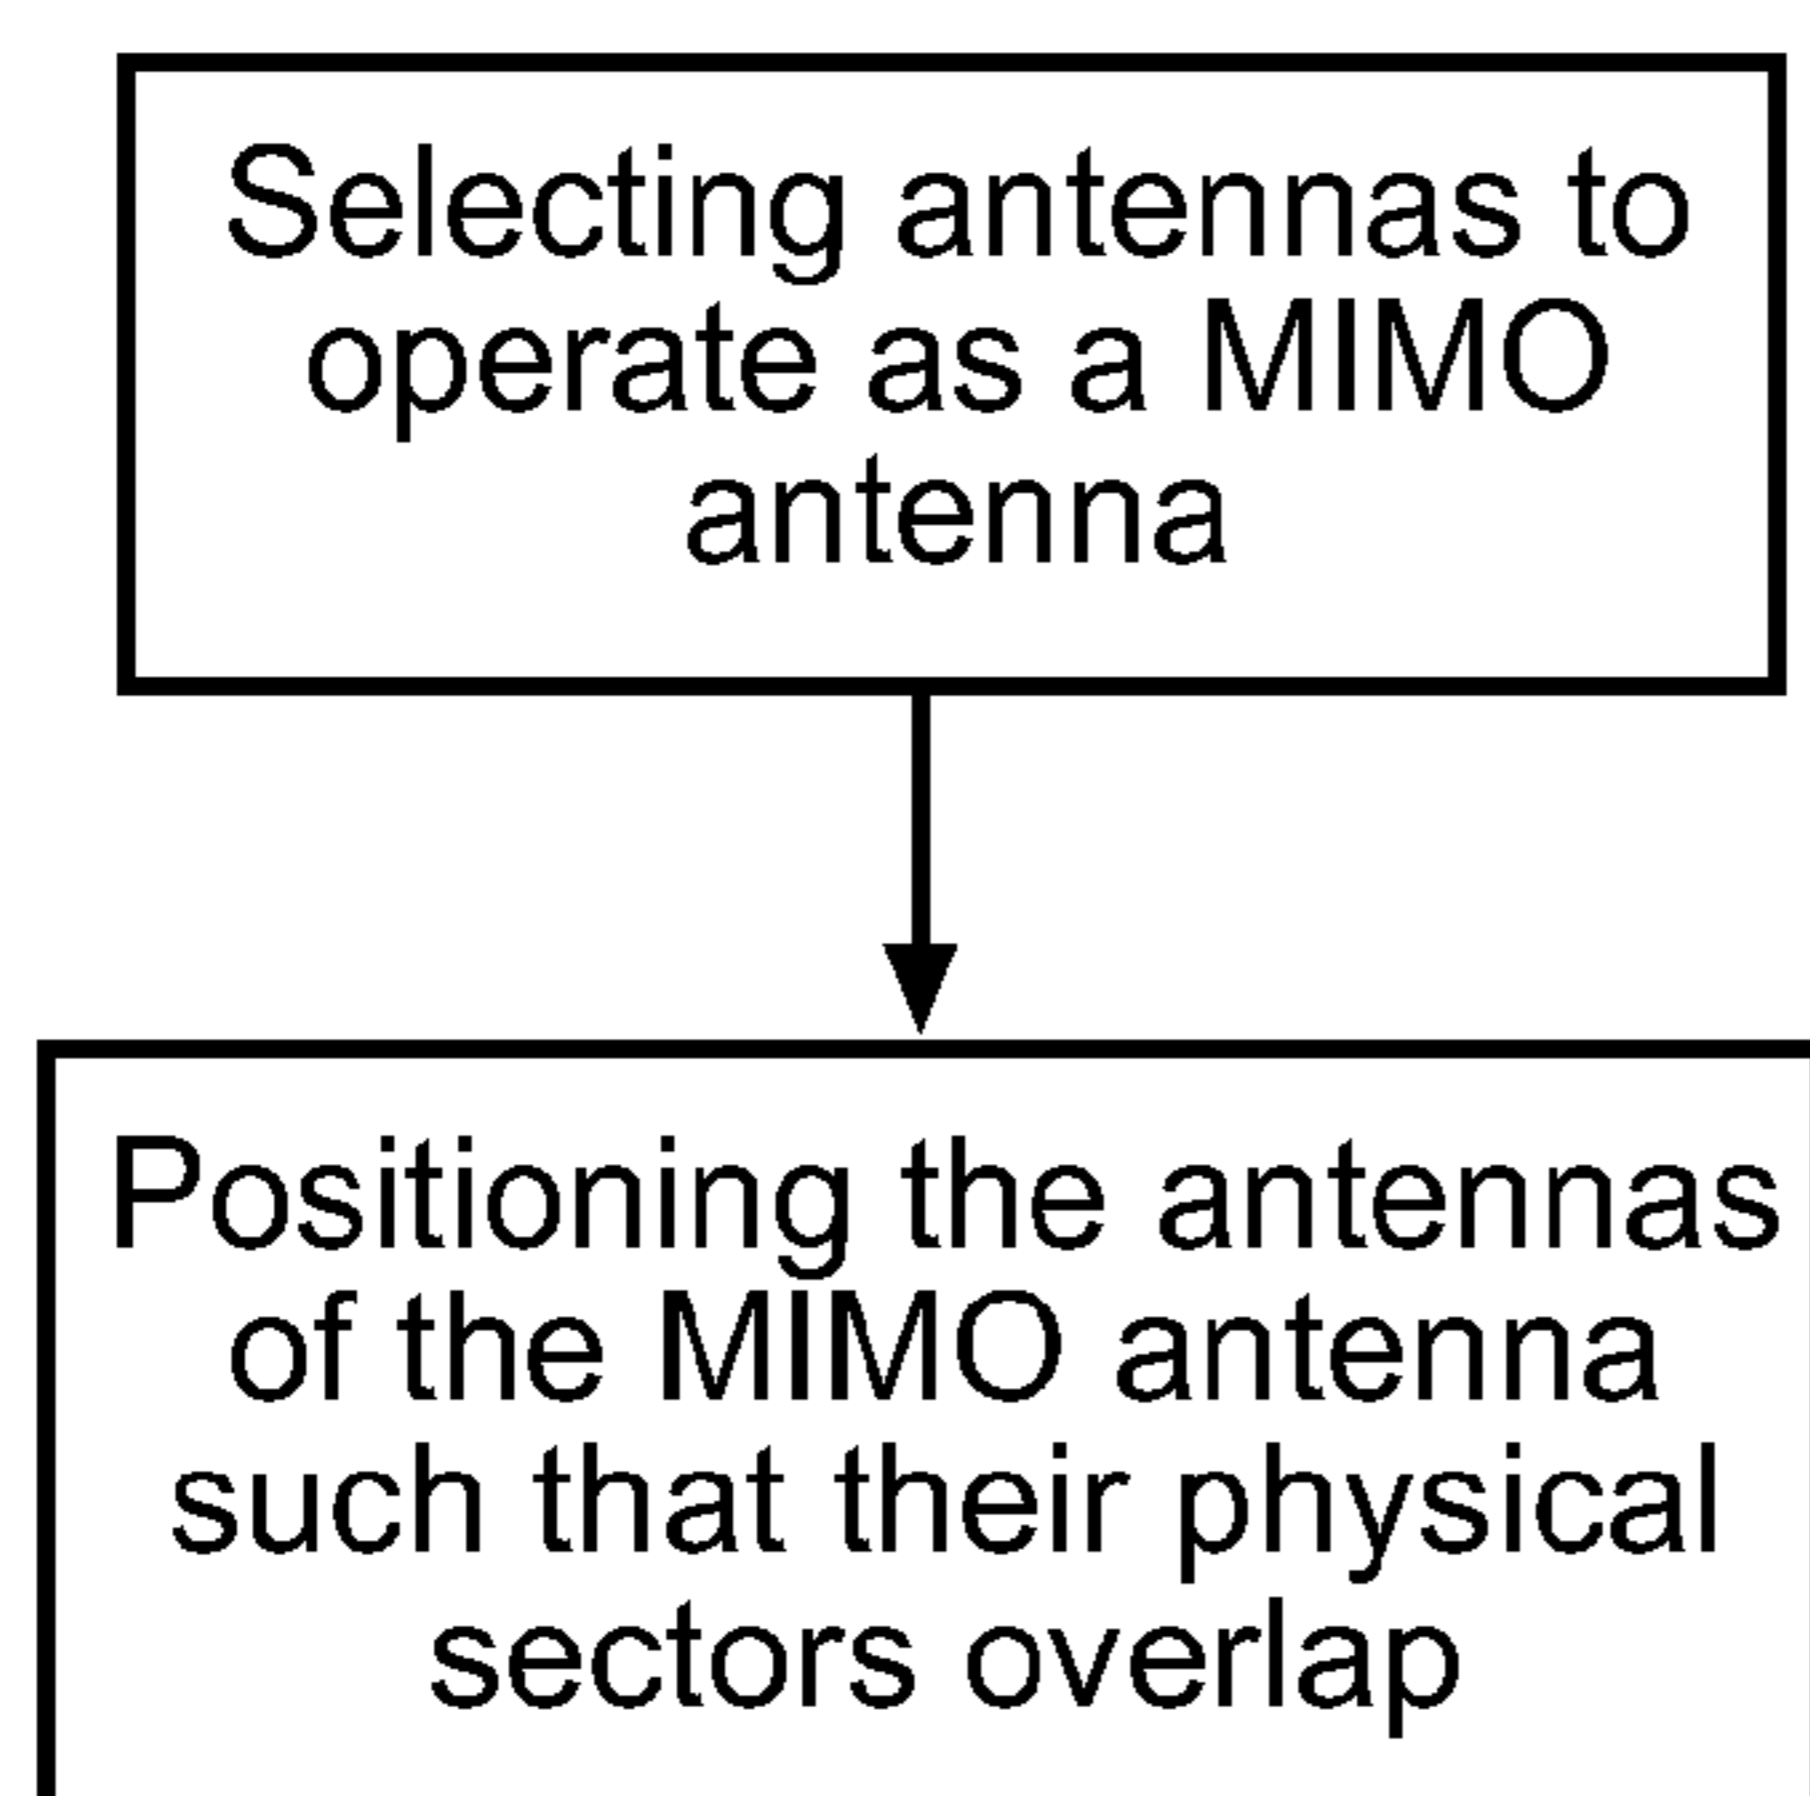 Selecting antennas to
operate as a MIMO
antenna
Positioning the antennas
of the MIMO antenna
such that their physical
sectors overlap